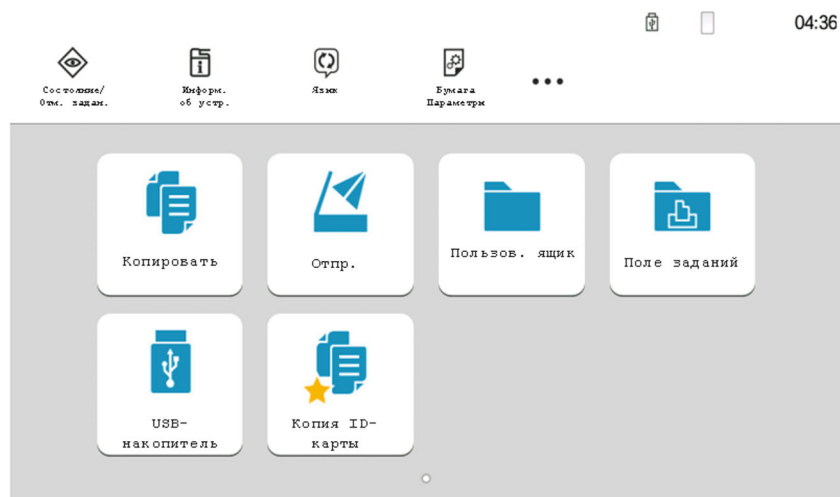 04:36
Состояние/
Отм. задан.
Информ.
об устр.
Язык
Бумага
Параметры
Копировать
Отпр.
Пользов. ящик
Поле заданий
USB-
накопитель
Копия ID-
карты